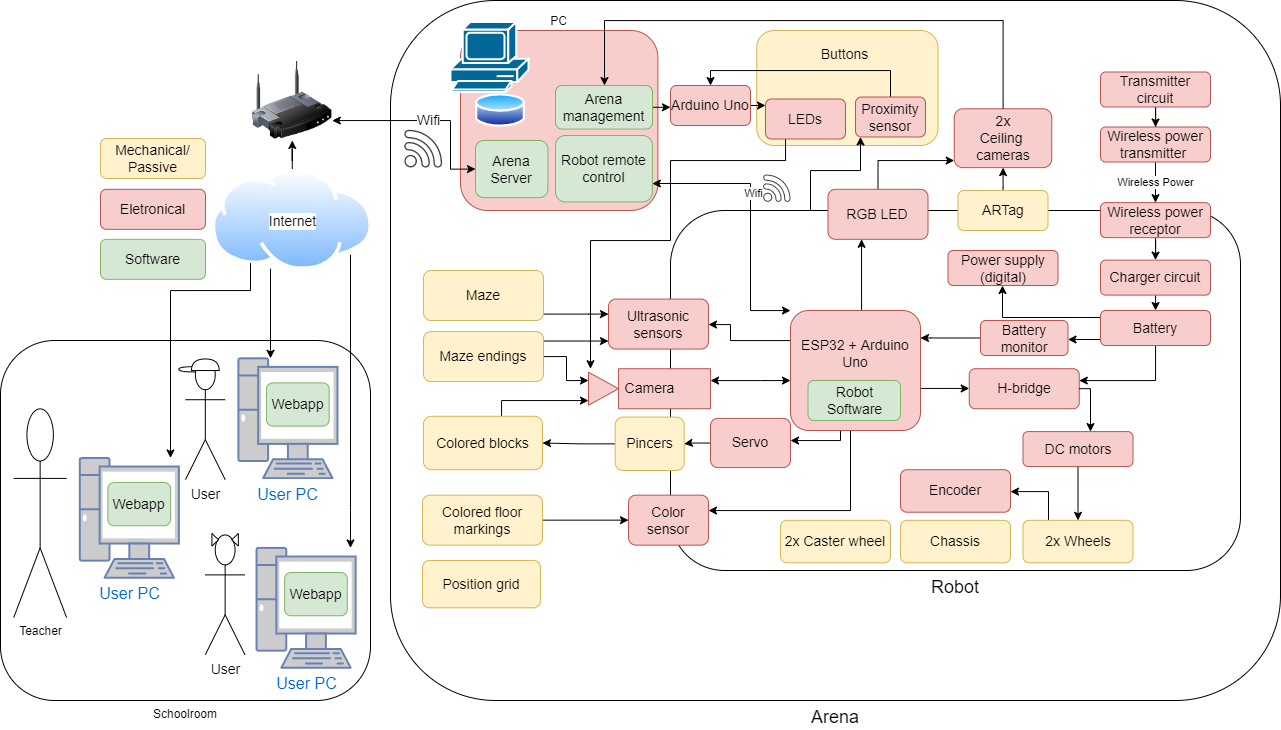 PC
Buttons
Arena
management
Arduino Uno
LEDs
Proximity
sensor
2x
Ceiling
cameras
Transmitter
circuit
Wireless power
transmitter
Wireless Power
Wireless power
receptor
Wifi
Arena
Server
Robot remote
control
Wifi
Mechanical/
Passive
Eletronical
Software
Internet
RGB LED
ARTag
Power supply
(digital)
Charger circuit
Battery
Battery
monitor
Maze
Ultrasonic
sensors
Maze endings
ESP32 + Arduino
Uno
Robot
Software
Camera
H-bridge
Colored blocks
Pincers
Servo
DC motors
Encoder
Colored floor
markings
Color
sensor
2x Caster wheel
Chassis
2x Wheels
Position grid
Robot
Arena
Webapp
User PC
User
Webapp
User PC
Teacher
Webapp
User PC
User
Schoolroom